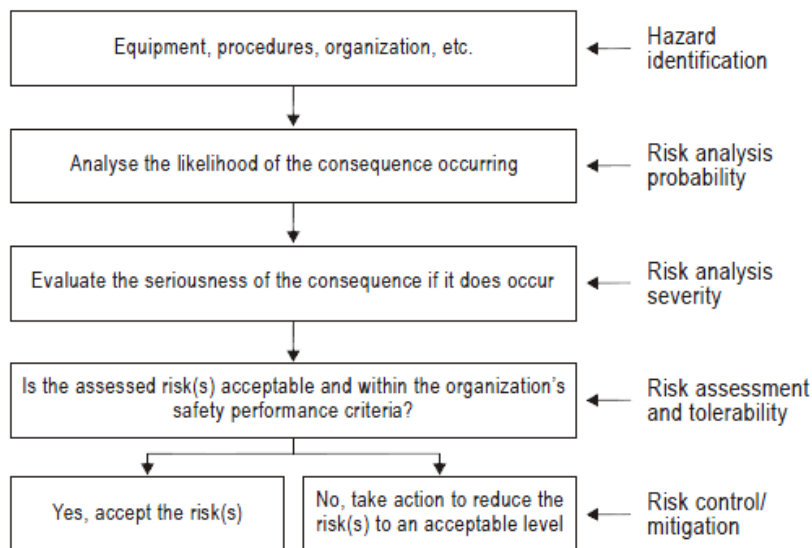 Equipment, procedures, organization, etc.
Hazard
identification
Analyse the likelihood of the consequence occurring
Risk analysis
probability
Evaluate the seriousness of the consequence if it does occur
Risk analysis
severity
Is the assessed risk(s) acceptable and within the organization's
safety performance criteria?
Risk assessment
and tolerability
Yes, accept the risk(s)
No, take action to reduce the
risk(s) to an acceptable level
Risk control/
mitigation